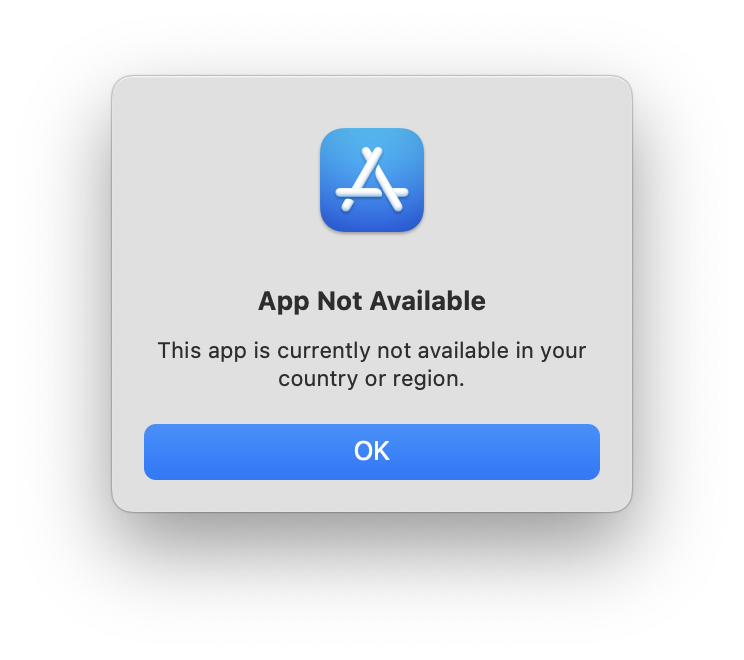 App Not Available
This app is currently not available in your
country or region.
OK